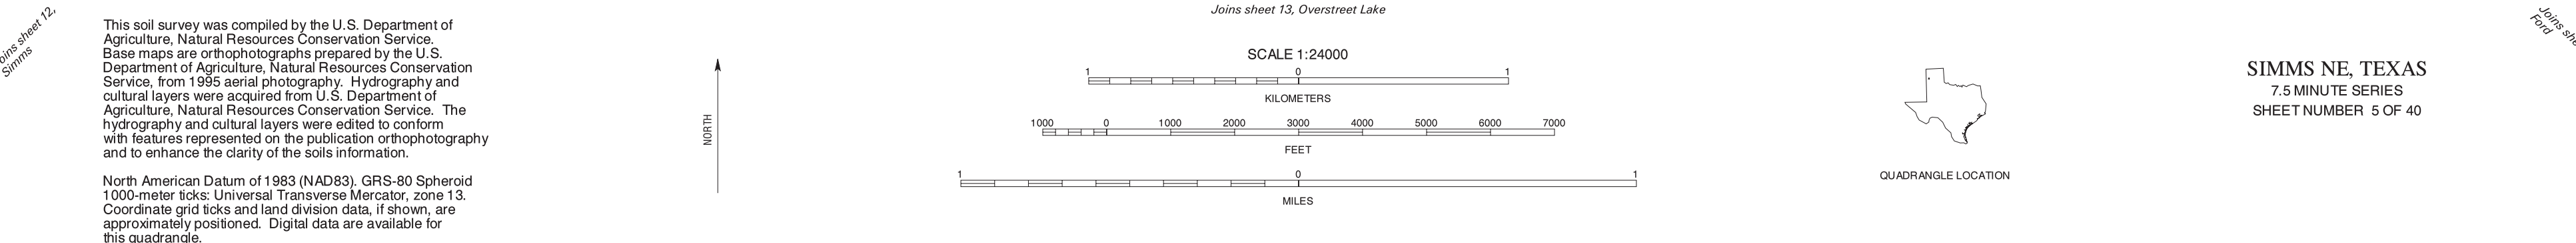 Joins sheet 12,
Simms
This soil survey was compiled by the U.S. Department of
Agriculture, Natural Resources Conservation Service.
Base maps are orthophotographs prepared by the U.S.
Department of Agriculture, Natural Resources Conservation
Service, from 1995 aerial photography.  Hydrography and
cultural layers were acquired from U.S. Department of
Agriculture, Natural Resources Conservation Service.  The
hydrography and cultural layers were edited to conform
with features represented on the publication orthophotography
and to enhance the clarity of the soils information.
North American Datum of 1983 (NAD83). GRS-80 Spheroid
1000-meter ticks: Universal Transverse Mercator, zone 13.
Coordinate grid ticks and land division data, if shown, are
approximately positioned.  Digital data are available for
this quadrangle.
NORTH
Joins sheet 13, Overstreet Lake
SCALE 1:24000
1 0 1
KILOMETERS
1000 0 1000 2000 3000 4000 5000 6000 7000
FEET
1 0 1
MILES
QUADRANGLE LOCATION
Joins
Ford
SIMMS NE, TEXAS
7.5 MINUTE SERIES
SHEET NUMBER  5 OF 40